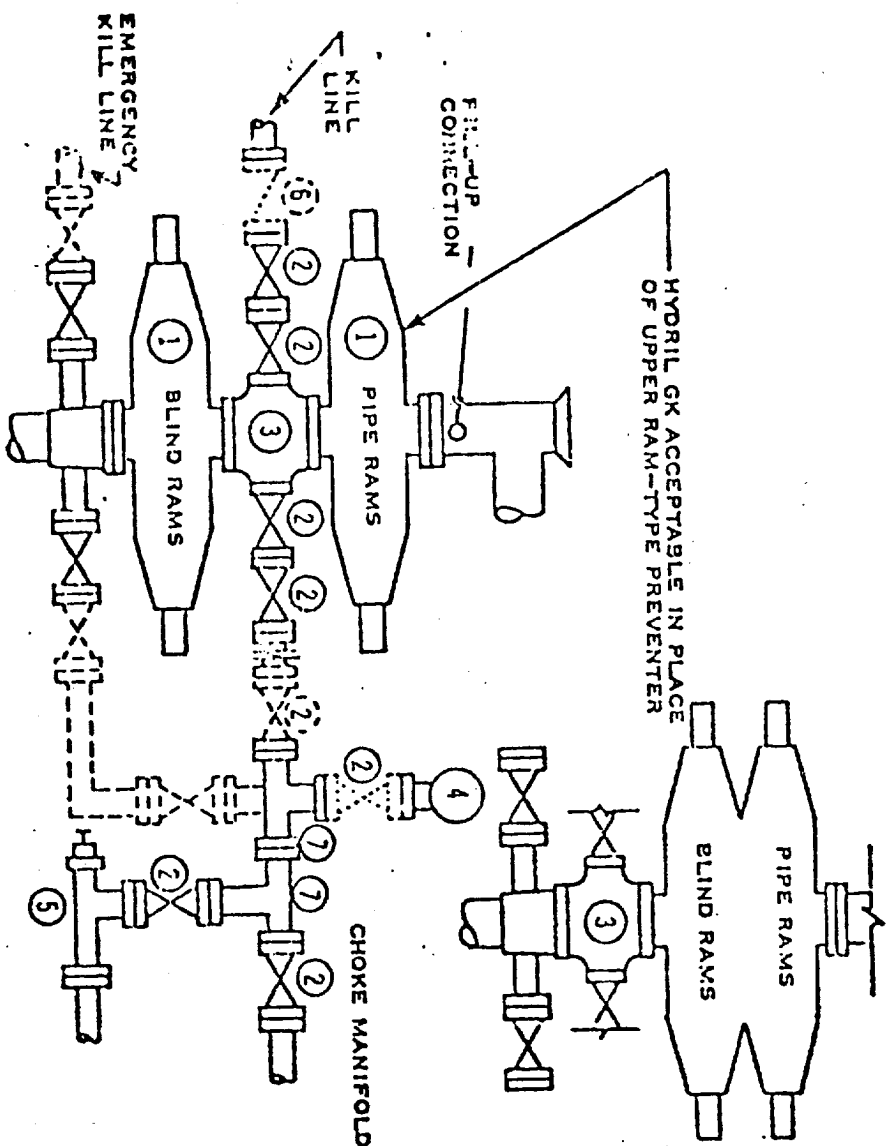 HYDRIL GK ACCEPTABLE IN PLACE
OF UPPER RAM-TYPE PREVENTER
FILL-UP
CONNECTION
KILL
LINE
EMERGENCY
KILL LINE
1
PIPE RAMS
6
2
2
3
2
2
2
1
BLIND RAMS
2
4
7
7
2
2
5
CHOKE MANIFOLD
PIPE RAMS
BLIND RAMS
3